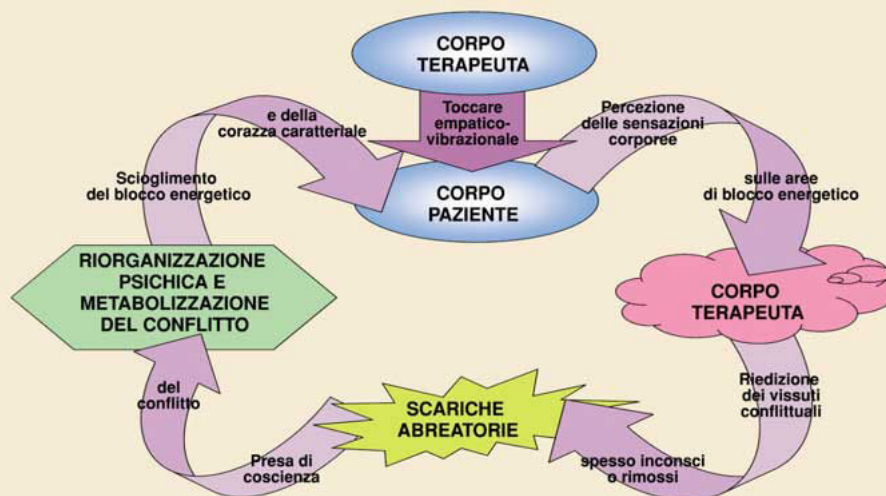 CORPO
TERAPEUTA
Toccare
empatico-
vibrazionale
CORPO
PAZIENTE
Percezione
delle sensazioni
corporee
sulle aree
di blocco energetico
CORPO
TERAPEUTA
Riedizione
dei vissuti
conflittuali
spesso inconsci
o rimossi
SCARICHE
ABREATORIE
Presa di
coscienza
del
conflitto
RIORGANIZZAZIONE
PSICHICA E
METABOLIZZAZIONE
DEL CONFLITTO
Scioglimento
del blocco energetico
e della
corazza caratteriale